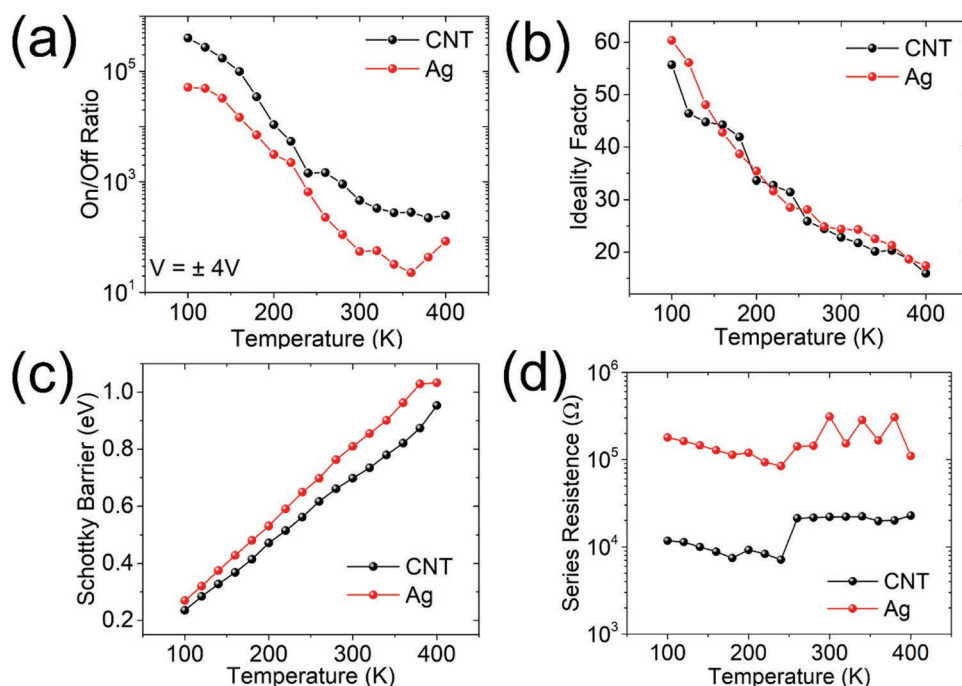 (a)
CNT
Ag
On/Off Ratio
10^5
10^3
10^1
V = ± 4V
100 200 300 400
Temperature (K)
(b)
CNT
Ag
Ideality Factor
60
50
40
30
20
100 200 300 400
Temperature (K)
(c)
Schottky Barrier (eV)
1.0
0.8
0.6
0.4
0.2
CNT
Ag
100 200 300 400
Temperature (K)
(d)
Series Resistence (Ω)
10^6
10^5
10^4
10^3
CNT
Ag
100 200 300 400
Temperature (K)